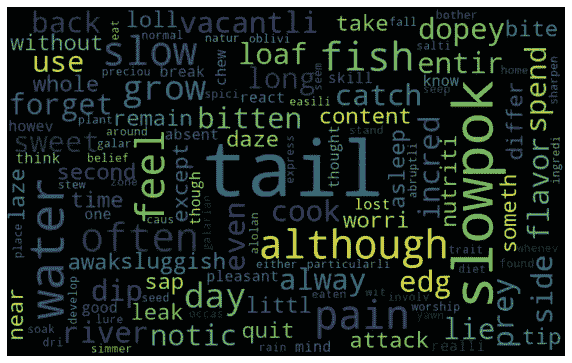 back
vacantli
eat
loll
take
fall
bother
without
slow
normal
natur
oblivi
dopey
bite
use
preciou
break
loaf
fish
entir
salti
home
whole
grow
chew
long
seem
skill
know
seep
sharpen
forget
spici
react
easili
catch
remain
bitten
content
differ
spend
howev
plant
around
absent
daze
thought
express
stand
sweet
galar
belief
tail
asleep
abruptli
incred
nutriti
slowpok
flavor
ingredi
think
feel
except
though
laze
second
stew
zone
cook
lost
worri
someth
place
time
one
caus
galarian
alolan
even
although
trait
whenev
water
often
awak
sluggish
pleasant
either
particularli
diet
found
side
near
develop
dip
sap
day
littl
alway
edg
prey
good
seed
eaten
wit
involv
leak
pain
worship
yawn
lie
tip
soak
lure
river
notic
occas
quit
attack
dri
simmer
rain
mind
realli